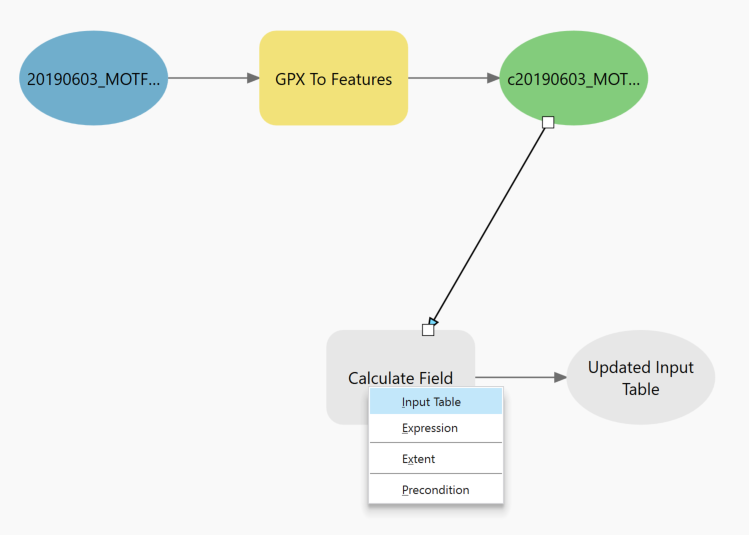 20190603_MOTF...
GPX To Features
c20190603_MOT...
Calculate Field
Updated Input
Table
Input Table
Expression
Extent
Precondition